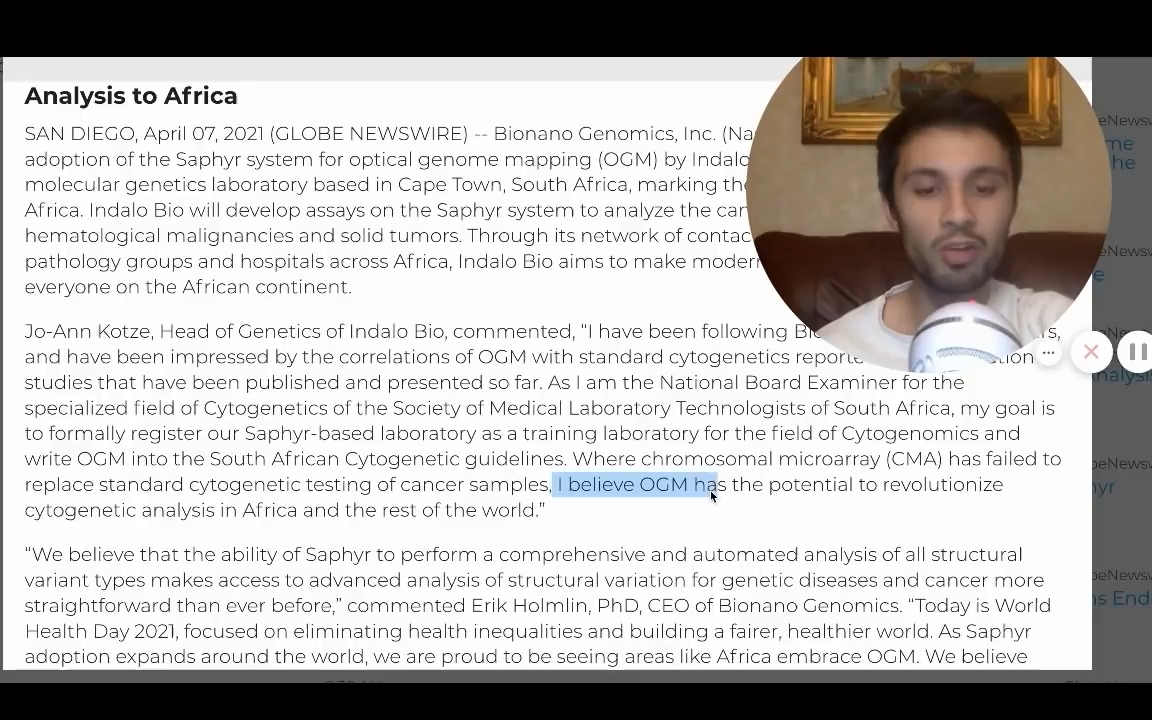 Analysis to Africa
SAN DIEGO, April 07, 2021 (GLOBE NEWSWIRE) -- Bionano Genomics, Inc. (Na
adoption of the Saphyr system for optical genome mapping (OGM) by Indalo
molecular genetics laboratory based in Cape Town, South Africa, marking the
Africa. Indalo Bio will develop assays on the Saphyr system to analyze the can
hematological malignancies and solid tumors. Through its network of contac
pathology groups and hospitals across Africa, Indalo Bio aims to make moder
everyone on the African continent.
Jo-Ann Kotze, Head of Genetics of Indalo Bio, commented, “I have been following
and have been impressed by the correlations of OGM with standard cytogenetics
studies that have been published and presented so far. As I am the National Board Examiner for the
specialized field of Cytogenetics of the Society of Medical Laboratory Technologists of South Africa, my goal is
to formally register our Saphyr-based laboratory as a training laboratory for the field of Cytogenomics and
write OGM into the South African Cytogenetic guidelines. Where chromosomal microarray (CMA) has failed to
replace standard cytogenetic testing of cancer samples, I believe OGM has the potential to revolutionize
cytogenetic analysis in Africa and the rest of the world.”
“We believe that the ability of Saphyr to perform a comprehensive and automated analysis of all structural
variant types makes access to advanced analysis of structural variation for genetic diseases and cancer more
straightforward than ever before,” commented Erik Holmlin, PhD, CEO of Bionano Genomics. “Today is World
Health Day 2021, focused on eliminating health inequalities and building a fairer, healthier world. As Saphyr
adoption expands around the world, we are proud to be seeing areas like Africa embrace OGM. We believe